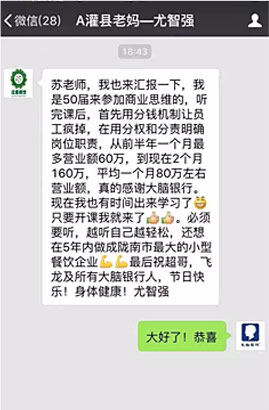 微信(28)
A灌县老妈—尤智强
18:43
苏老师，我也来汇报一下，我
是50届来参加商业思维的，听
完课后，首先用分钱机制让员
工疯掉，在用分权和分责明确
岗位职责，从前半年一个月最
多营业额60万，到现在2个月
160万，平均一个月80万左右
营业额，真的感谢大脑银行。
现在我也有时间出来学习了😄
只要开课我就来了👍👍。必须
要听，越听自己越轻松，还想
在5年内做成陇南市最大的小型
餐饮企业💪💪最后祝超哥，飞
龙及所有大脑银行人，节日快
乐！身体健康！尤智强
大好了！恭喜